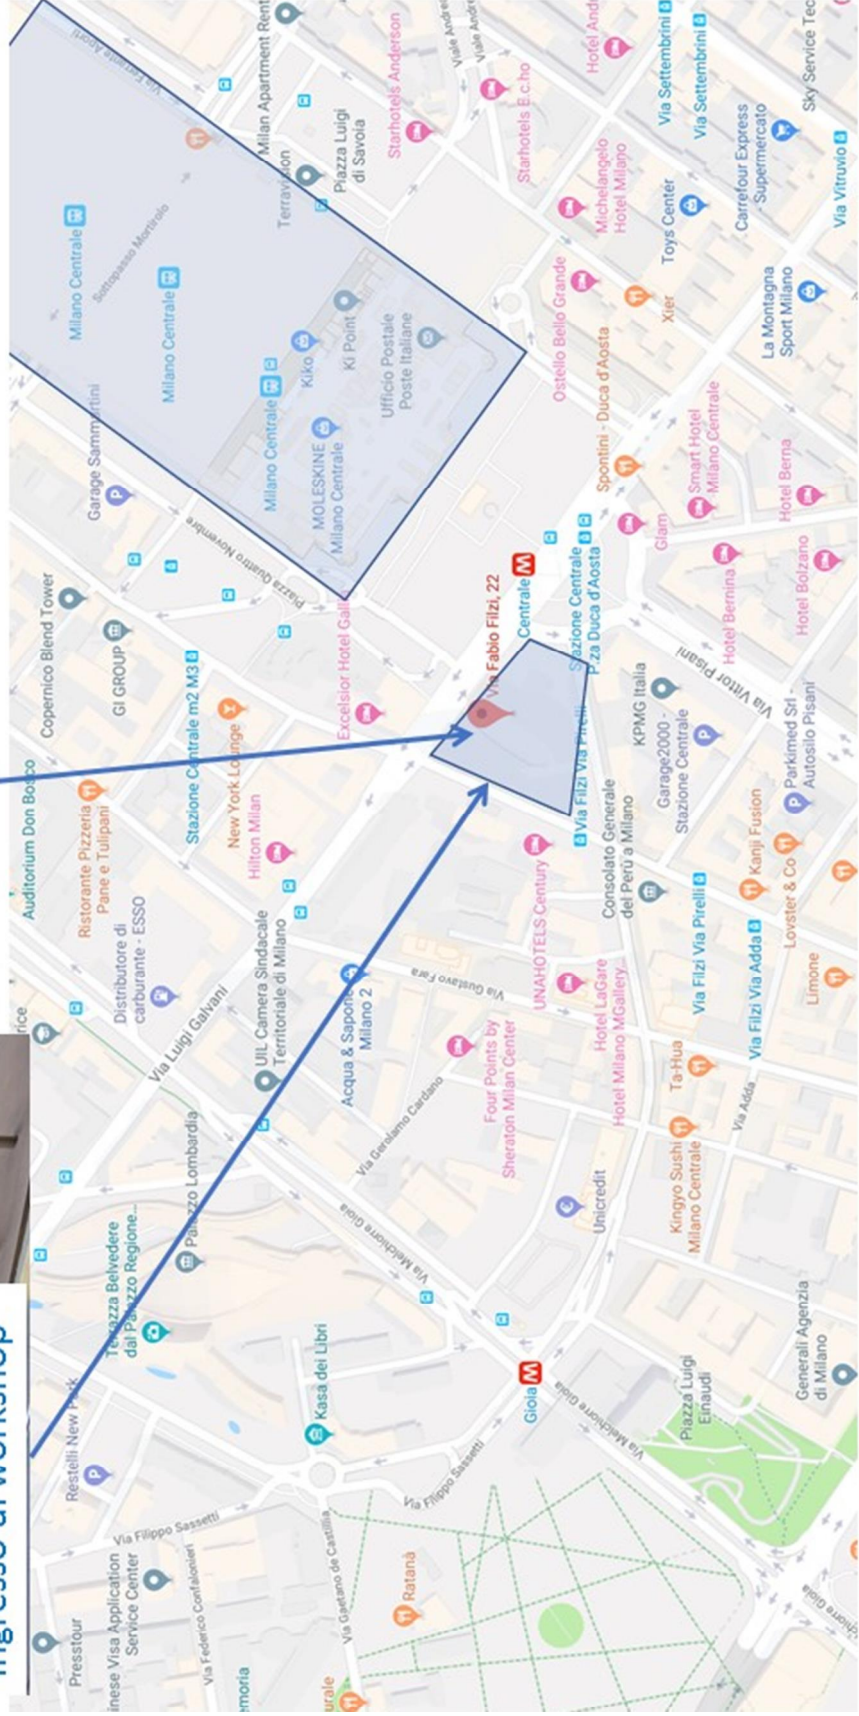 Ingresso al workshop
Presstour
Restelli New Park
Copernico Blend Tower
Auditorium Don Bosco
Milano Centrale
Via Ferrante Aporti
Via Filippo Sassetti
Service Center
Terrazza Belvedere
dal Palazzo Regione...
Distributore di
carburante - ESSO
Ristorante Pizzeria
Pane e Tulipani
GI GROUP
Garage Sammartini
Sottopasso Mortirolo
Via Federico Confalonieri
Palazzo Lombardia
Via Luigi Galvani
Stazione Centrale m2 M3
Milano Centrale
New York Lounge
Hilton Milan
UIL Camera Sindacale
Territoriale di Milano
Piazza Quattro Novembre
Milano Centrale
Milan Apartment Rent
Terravision
Kasa dei Libri
Via Gaetano de Castillia
Acqua & Sapone
Milano 2
Excelsior Hotel Gall
MOLESKINE
Milano Centrale
Kiko
Ki Point
Piazza Luigi
di Savoia
Ratanà
Via Filippo Sassetti
Via Melchiorre Gioia
Via Gerolamo Cardano
Via Gustavo Fara
Ufficio Postale
Poste Italiane
Starhotels Anderson
Viale Andre
Viale Andre
Four Points by
Sheraton Milan Center
Via Fabio Filzi, 22
Starhotels E.c.ho
Gioia
UNAHOTELS Century
Centrale
Ostello Bello Grande
Unicredit
Hotel LaGare
Hotel Milano MGallery...
Via Filzi Via Pirelli
Stazione Centrale
P.za Duca d'Aosta
Spontini - Duca d'Aosta
Michelangelo
Hotel Milano
Hotel And
Via Melchiorre Gioia
Consolato Generale
del Perù a Milano
KPMG Italia
Glam
Xier
Toys Center
Via Settembrini
Piazza Luigi
Einaudi
Kingyo Sushi
Milano Centrale
Ta-Hua
Via Filzi Via Pirelli
Garage2000 -
Stazione Centrale
Via Vittor Pisani
Smart Hotel
Milano Centrale
Via Settembrini
Via Adda
Via Filzi Via Adda
Kanji Fusion
Hotel Bernina
Carrefour Express
- Supermercato
Generali Agenzia
di Milano
Limone
Lovster & Co
Parkimed Srl -
Autosilo Pisani
Hotel Bolzano
Hotel Berna
La Montagna
Sport Milano
Sky Service Tec
Via Vitruvio